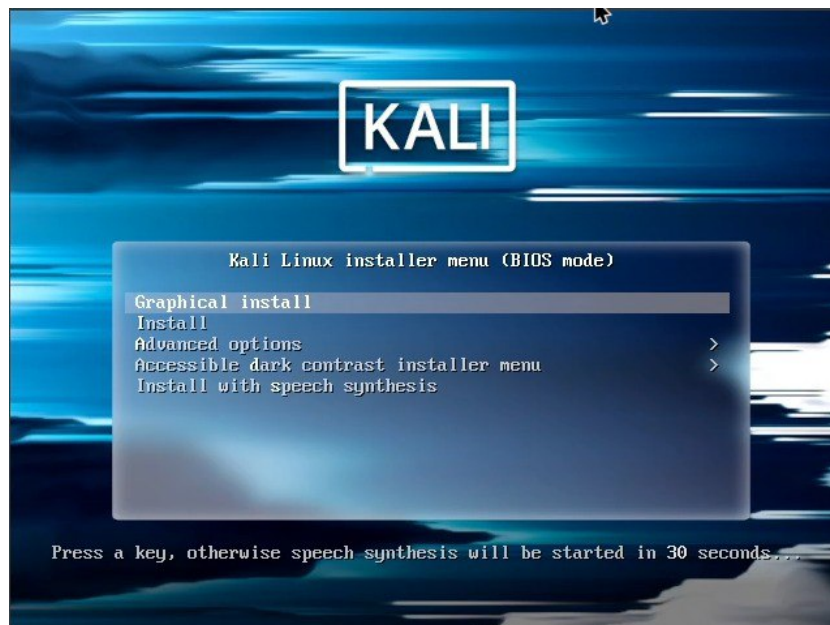 KALI
Kali Linux installer menu (BIOS mode)
Graphical install
Install
Advanced options >
Accessible dark contrast installer menu >
Install with speech synthesis
Press a key, otherwise speech synthesis will be started in 30 seconds...